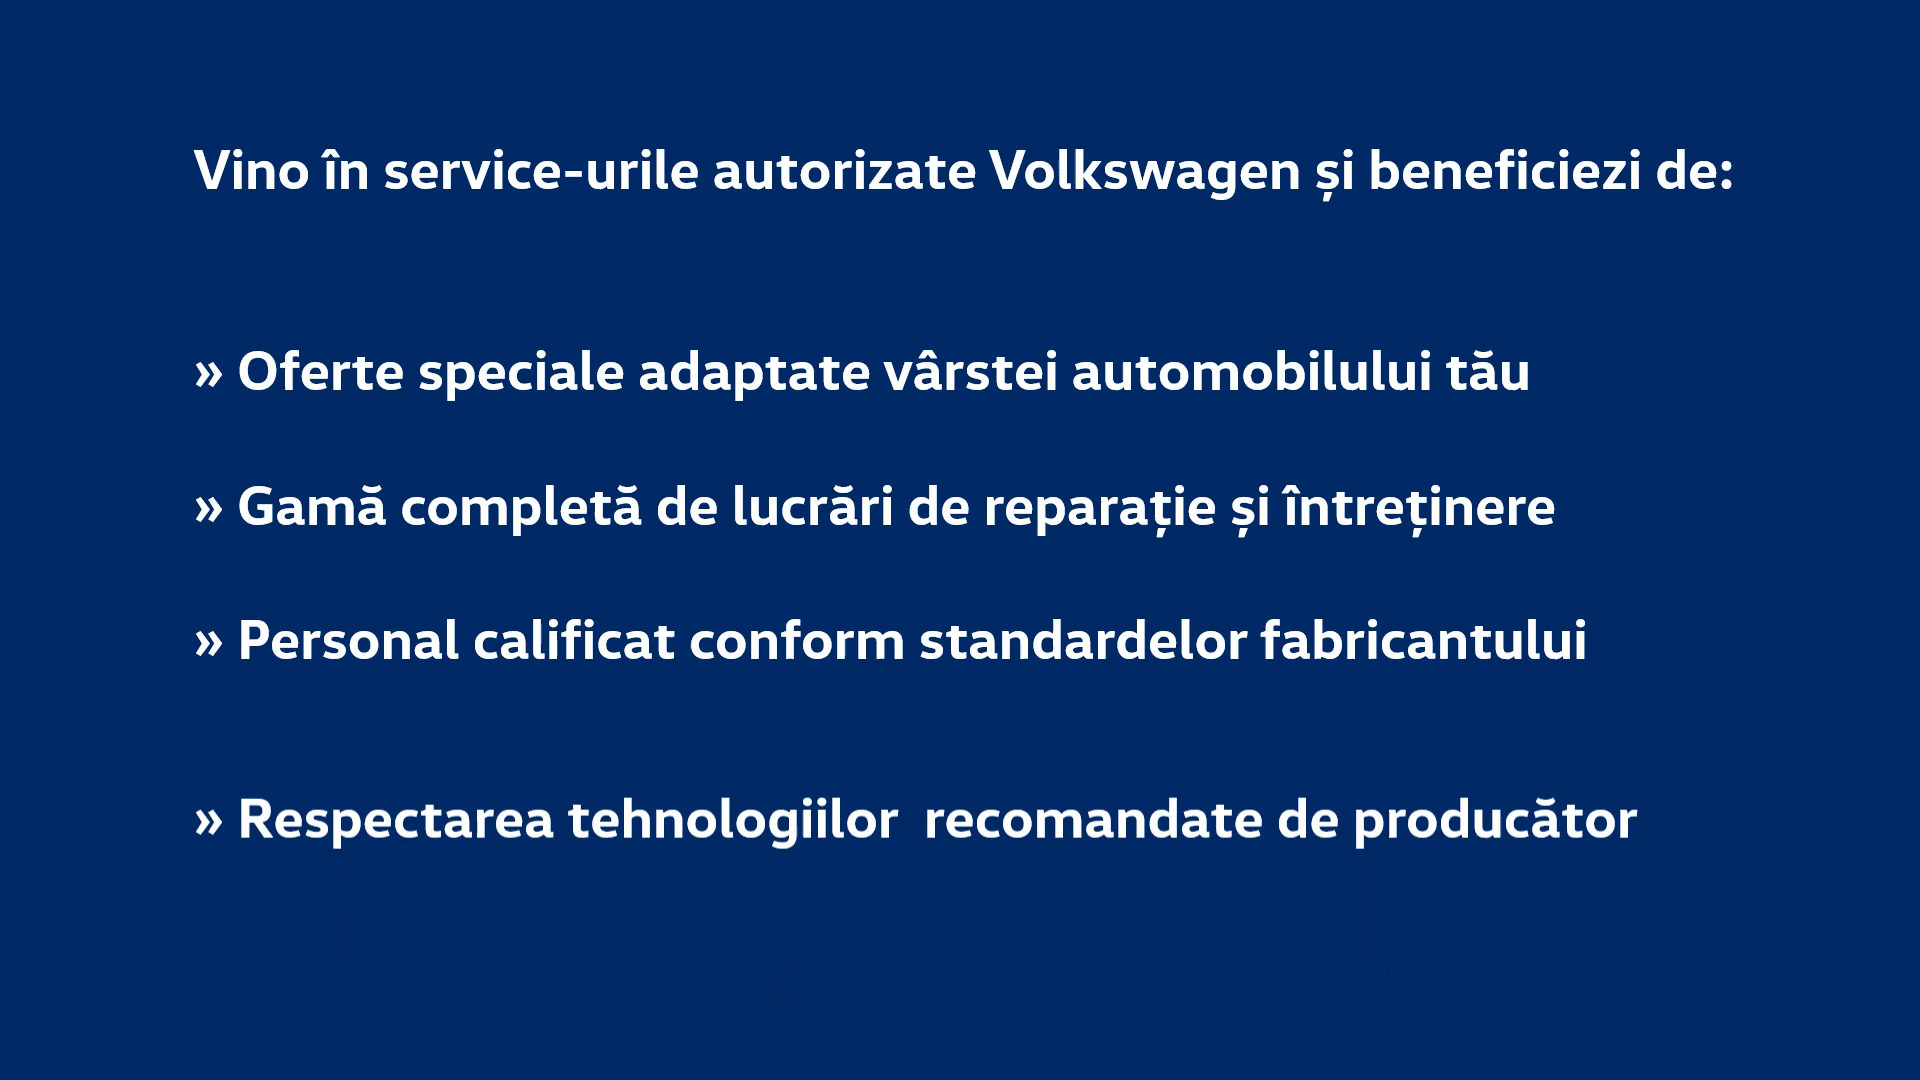 Vino în service-urile autorizate Volkswagen și beneficiezi de:
» Oferte speciale adaptate vârstei automobilului tău
» Gamă completă de lucrări de reparație și întreținere
» Personal calificat conform standardelor fabricantului
» Respectarea tehnologiilor  recomandate de producător